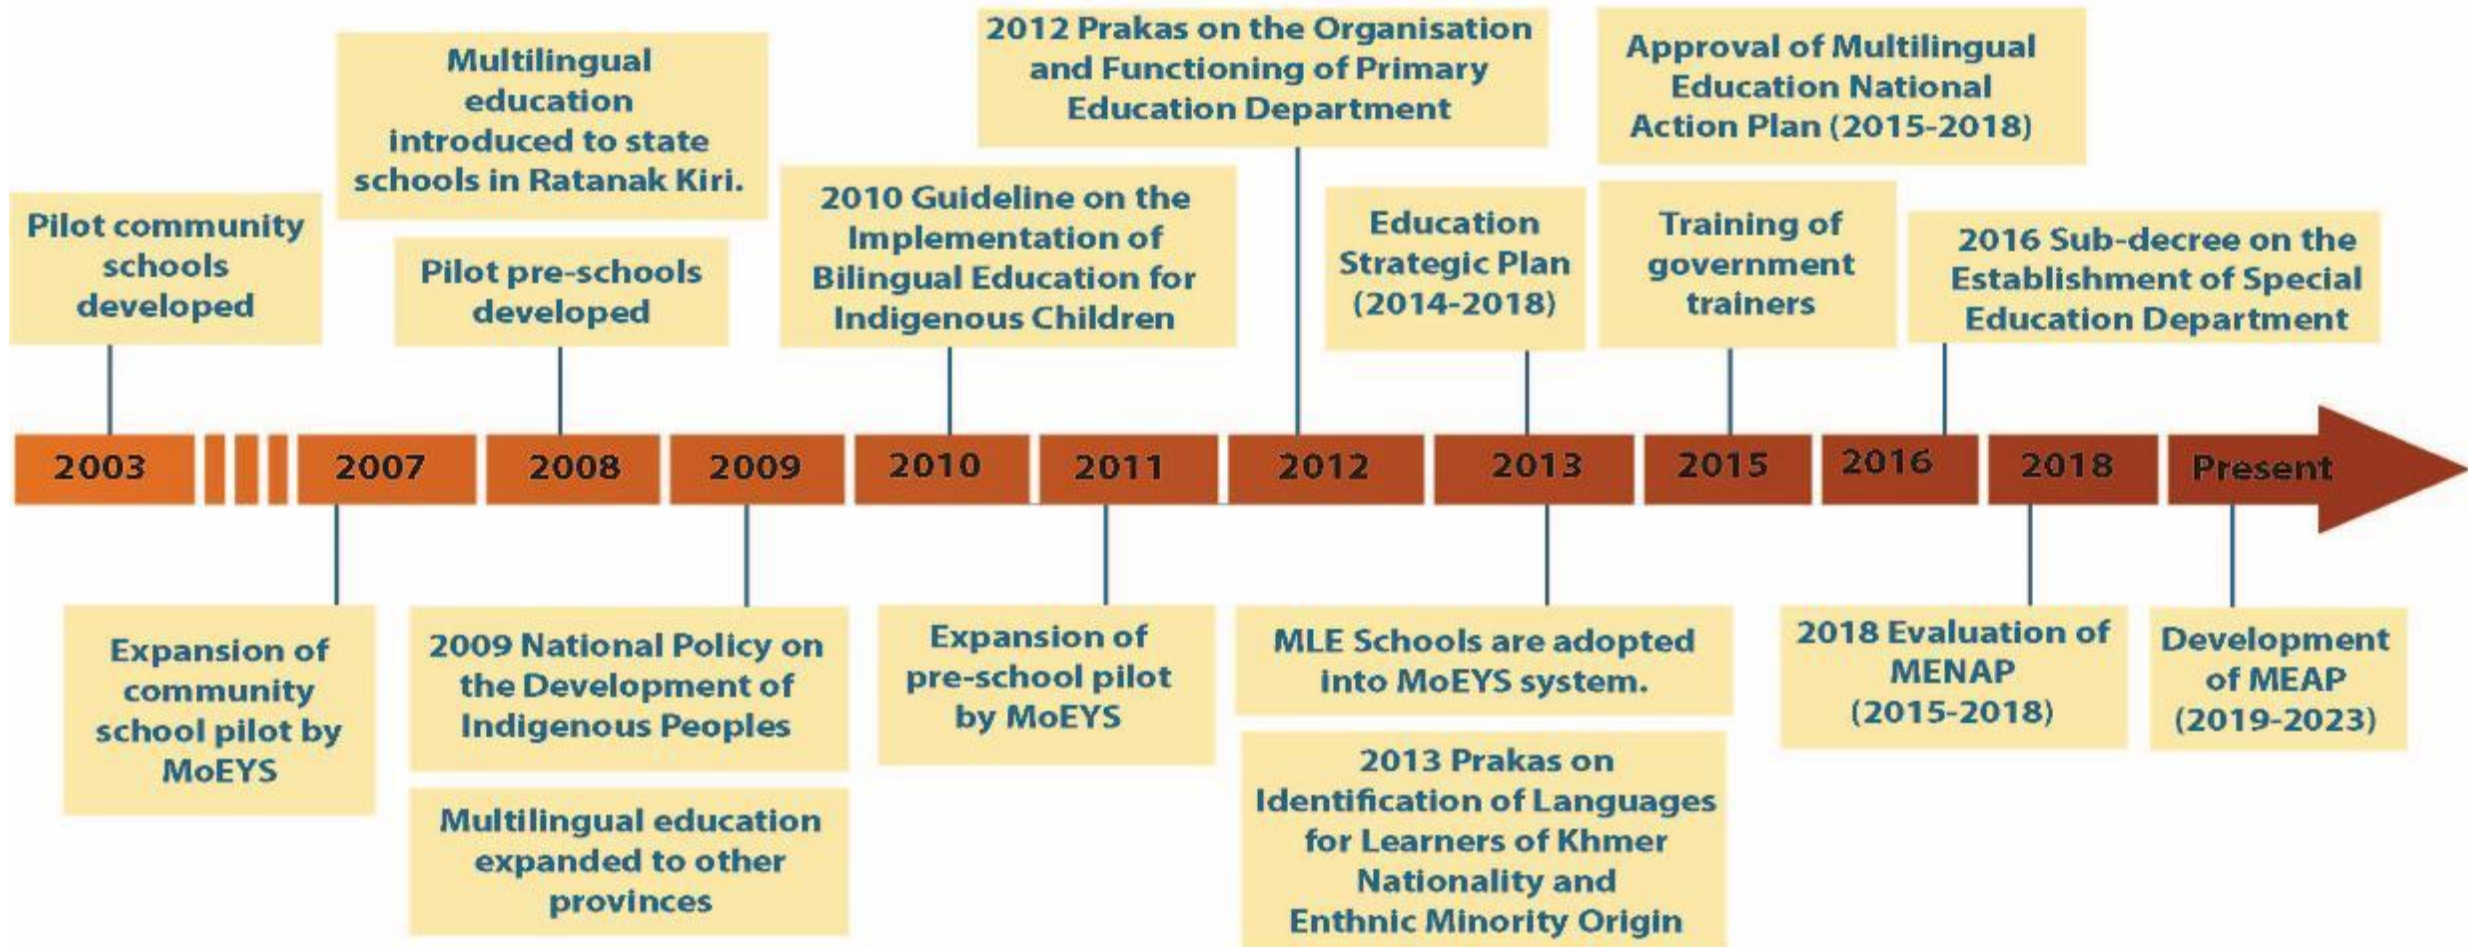 Pilot community
schools
developed
Multilingual
education
introduced to state
schools in Ratanak Kiri.
Pilot pre-schools
developed
2010 Guideline on the
Implementation of
Bilingual Education for
Indigenous Children
2012 Prakas on the Organisation
and Functioning of Primary
Education Department
Education
Strategic Plan
(2014-2018)
Approval of Multilingual
Education National
Action Plan (2015-2018)
Training of
government
trainers
2016 Sub-decree on the
Establishment of Special
Education Department
2003
2007
2008
2009
2010
2011
2012
2013
2015
2016
2018
Present
Expansion of
community
school pilot by
MoEYS
2009 National Policy on
the Development of
Indigenous Peoples
Multilingual education
expanded to other
provinces
Expansion of
pre-school pilot
by MoEYS
MLE Schools are adopted
into MoEYS system.
2013 Prakas on
Identification of Languages
for Learners of Khmer
Nationality and
Enthnic Minority Origin
2018 Evaluation of
MENAP
(2015-2018)
Development
of MEAP
(2019-2023)